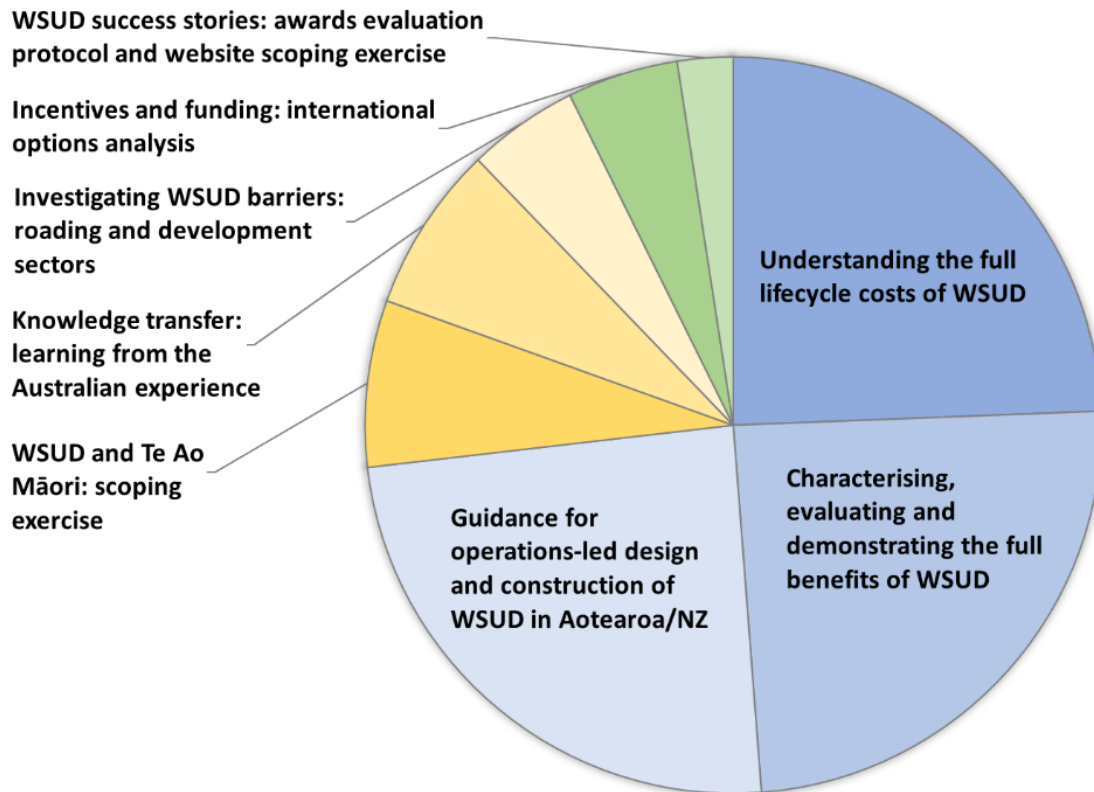 WSUD success stories: awards evaluation
protocol and website scoping exercise
Incentives and funding: international
options analysis
Investigating WSUD barriers:
roading and development
sectors
Knowledge transfer:
learning from the
Australian experience
WSUD and Te Ao
Māori: scoping
exercise
Understanding the full
lifecycle costs of WSUD
Characterising,
evaluating and
demonstrating the full
benefits of WSUD
Guidance for
operations-led design
and construction of
WSUD in Aotearoa/NZ